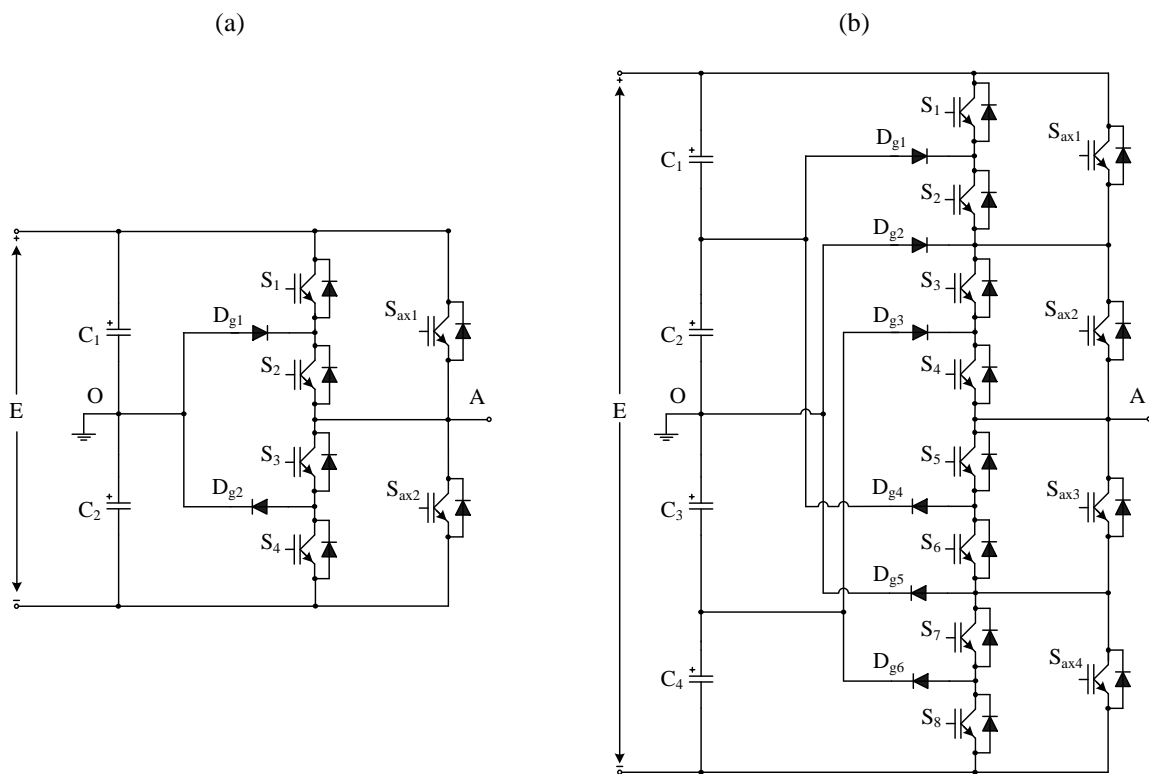 (a)
(b)
+
E
−
C1
+
C2
+
O
Dg1
Dg2
S1
S2
S3
S4
Sax1
Sax2
A
+
E
−
C1
+
C2
+
C3
+
C4
+
O
Dg1
Dg2
Dg3
Dg4
Dg5
Dg6
S1
S2
S3
S4
S5
S6
S7
S8
Sax1
Sax2
Sax3
Sax4
A